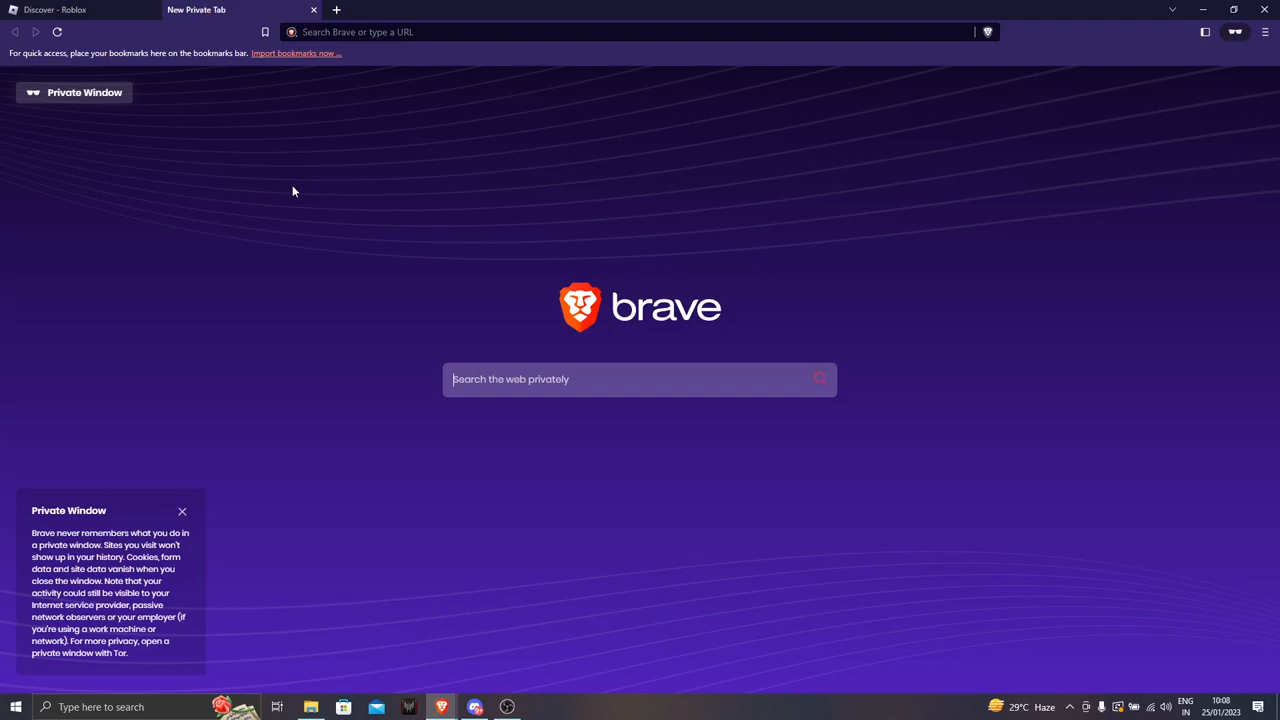 Discover - Roblox
New Private Tab
Search Brave or type a URL
For quick access, place your bookmarks here on the bookmarks bar. Import bookmarks now ...
Private Window
brave
Search the web privately
Private Window
Brave never remembers what you do in
a private window. Sites you visit won't
show up in your history. Cookies, form
data and site data vanish when you
close the window. Note that your
activity could still be visible to your
Internet service provider, passive
network observers or your employer (if
you're using a work machine or
network). For more privacy, open a
private window with Tor.
Type here to search
29°C Haze
ENG
IN
10:08
25/01/2023